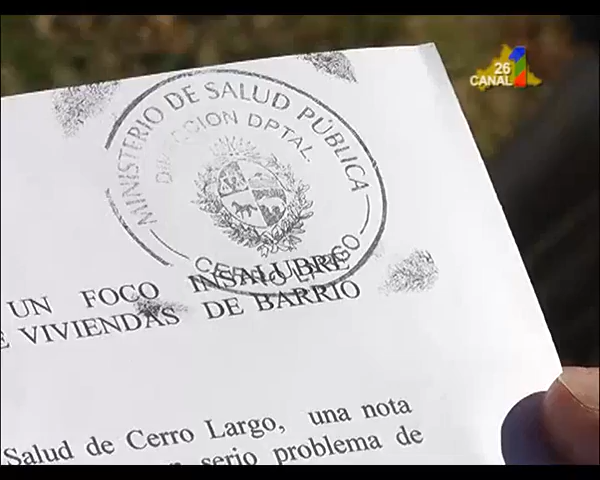 26
CANAL 1
MINISTERIO DE SALUD PÚBLICA
DIRECCION DPTAL.
CERRO LARGO
UN FOCO INSALUBRE
E VIVIENDAS DE BARRIO
Salud de Cerro Largo, una nota
serio problema de